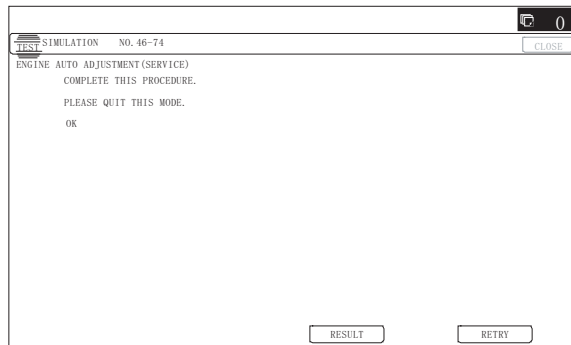 0
TEST SIMULATION NO.46-74
CLOSE
ENGINE AUTO ADJUSTMENT(SERVICE)
COMPLETE THIS PROCEDURE.
PLEASE QUIT THIS MODE.
OK
RESULT
RETRY